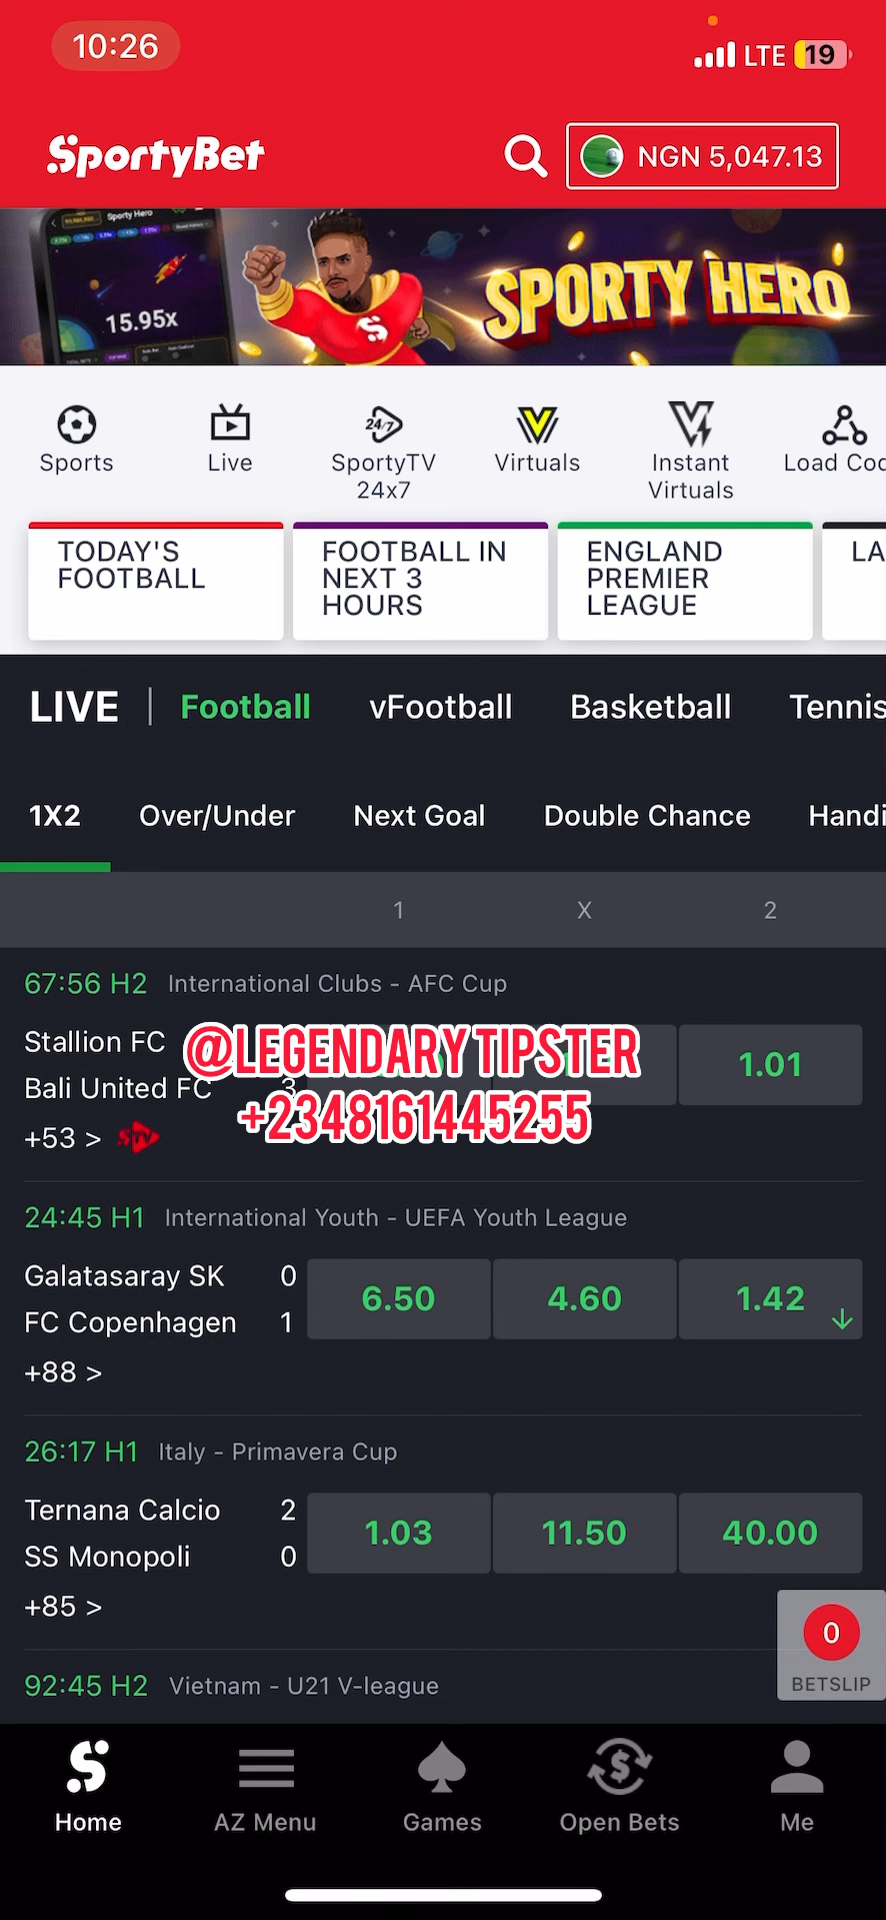 10:26
LTE 19
SportyBet
NGN 5,047.13
Sporty Hero
15.95x
SPORTY HERO
Sports Live SportyTV 24x7 Virtuals Instant Virtuals Load
24/7
TODAY'S
FOOTBALL
FOOTBALL IN
NEXT 3
HOURS
ENGLAND
PREMIER
LEAGUE
LA
LIVE | Football vFootball Basketball Tennis
1X2 Over/Under Next Goal Double Chance Handi
1 X 2
67:56 H2 International Clubs - AFC Cup
Stallion FC
Bali United FC 3
1.01
@LEGENDARY TIPSTER
+2348161445255
+53 > STV
24:45 H1 International Youth - UEFA Youth League
Galatasaray SK 0
FC Copenhagen 1
6.50 4.60 1.42
+88 >
26:17 H1 Italy - Primavera Cup
Ternana Calcio 2
SS Monopoli 0
1.03 11.50 40.00
+85 >
0
BETSLIP
92:45 H2 Vietnam - U21 V-league
Home AZ Menu Games Open Bets Me